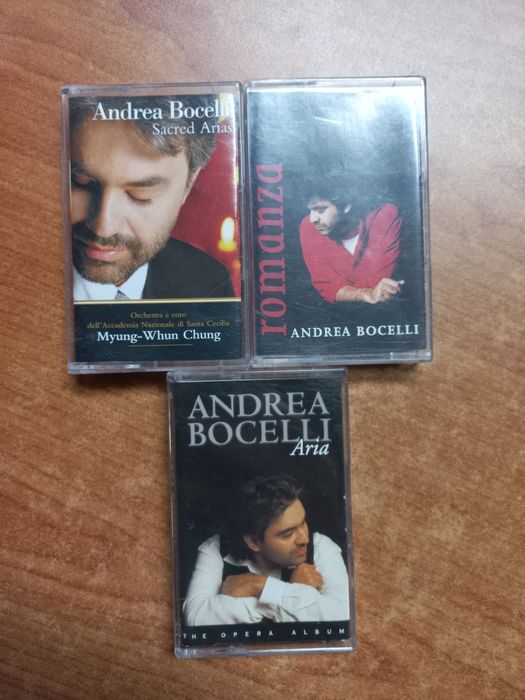 Andrea Bocelli
Sacred Arias
Orchestra e coro
dell'Accademia Nazionale di Santa Cecilia
Myung-Whun Chung
romanza
ANDREA BOCELLI
ANDREA
BOCELLI
Aria
THE OPERA ALBUM